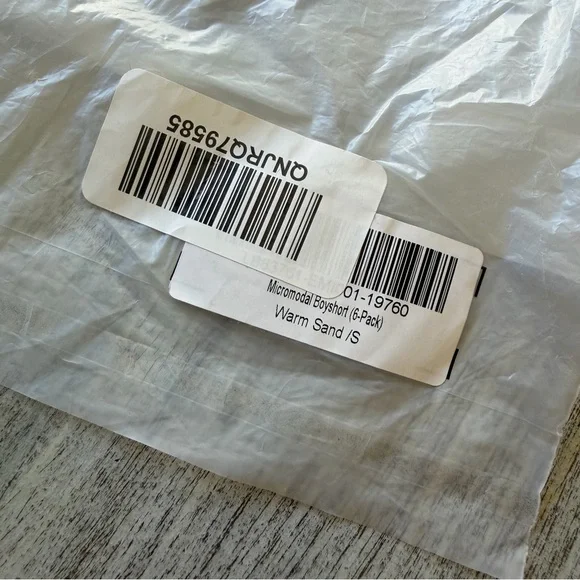 QNJRQ79585
01-19760
Micromodal Boyshort (6-Pack)
Warm Sand /S